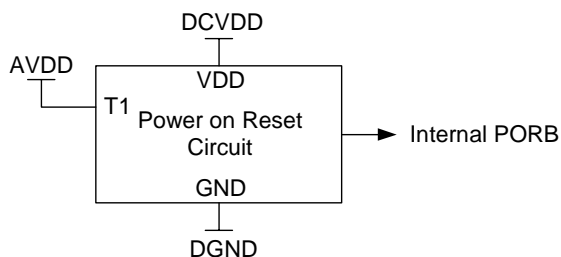 DCVDD
AVDD
VDD
T1
Power on Reset
Circuit
Internal PORB
GND
DGND